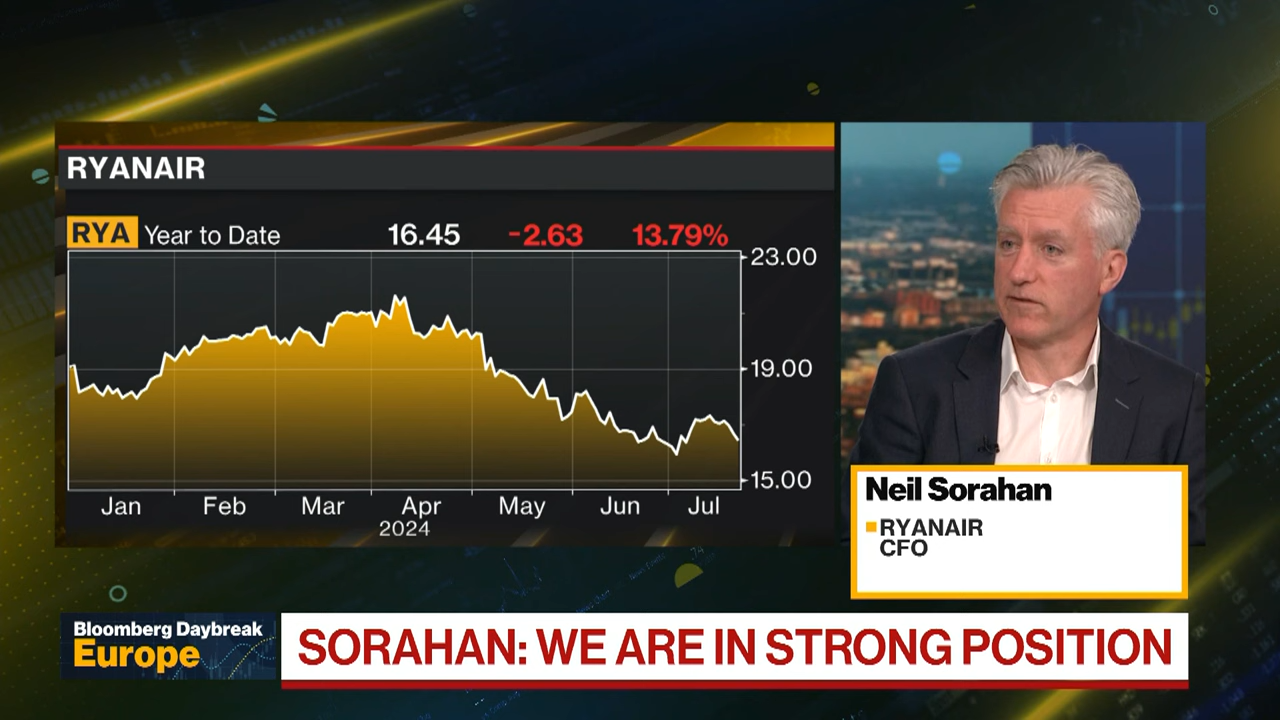 RYANAIR
RYA Year to Date 16.45 -2.63 13.79%
23.00
19.00
15.00
Jan Feb Mar Apr May Jun Jul
2024
Neil Sorahan
RYANAIR
CFO
Bloomberg Daybreak
Europe
SORAHAN: WE ARE IN STRONG POSITION